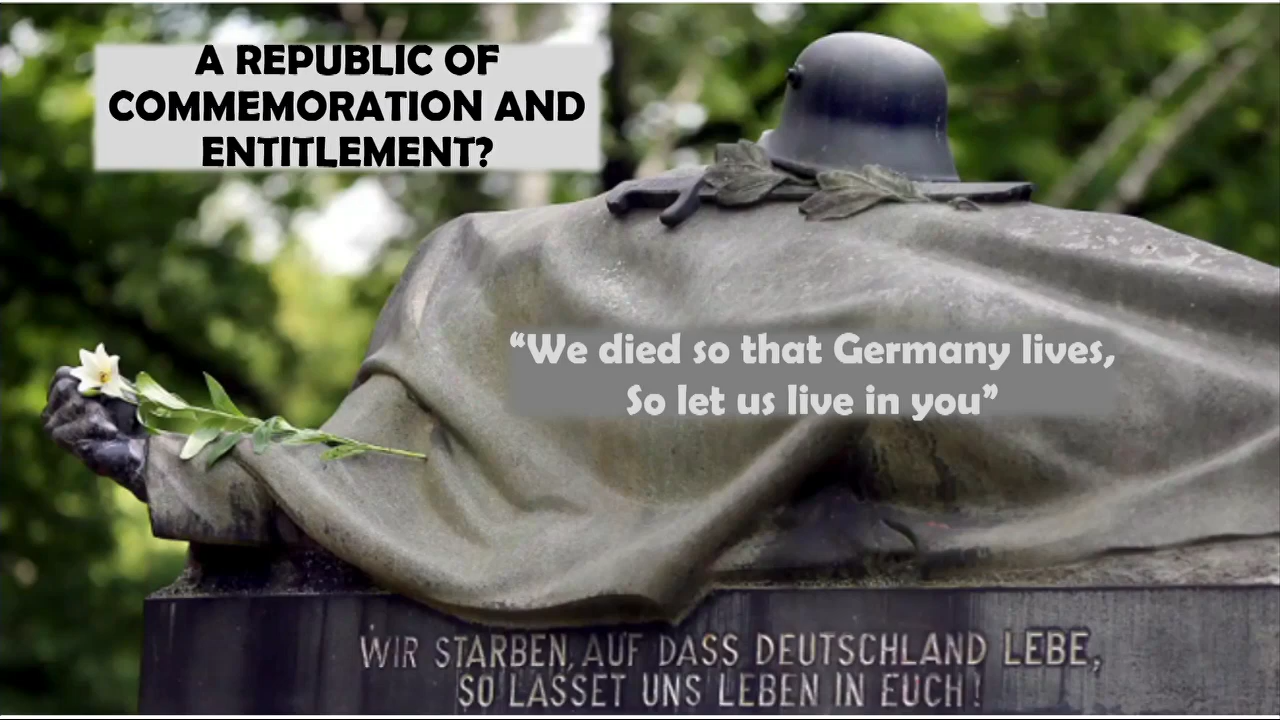 A REPUBLIC OF
COMMEMORATION AND
ENTITLEMENT?
“We died so that Germany lives,
So let us live in you”
WIR STARBEN, AUF DASS DEUTSCHLAND LEBE,
SO LASSET UNS LEBEN IN EUCH!